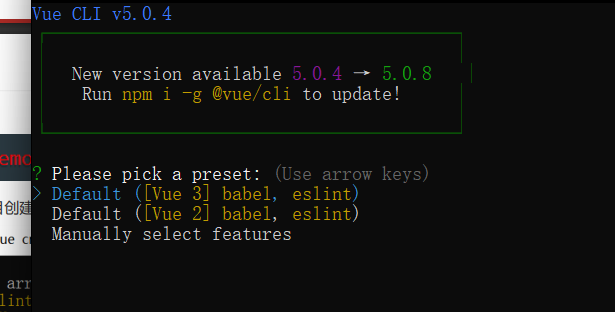 Vue CLI v5.0.4
New version available 5.0.4 → 5.0.8
Run npm i -g @vue/cli to update!
? Please pick a preset: (Use arrow keys)
> Default ([Vue 3] babel, eslint)
Default ([Vue 2] babel, eslint)
Manually select features
emo
创建
ue
arr
lint